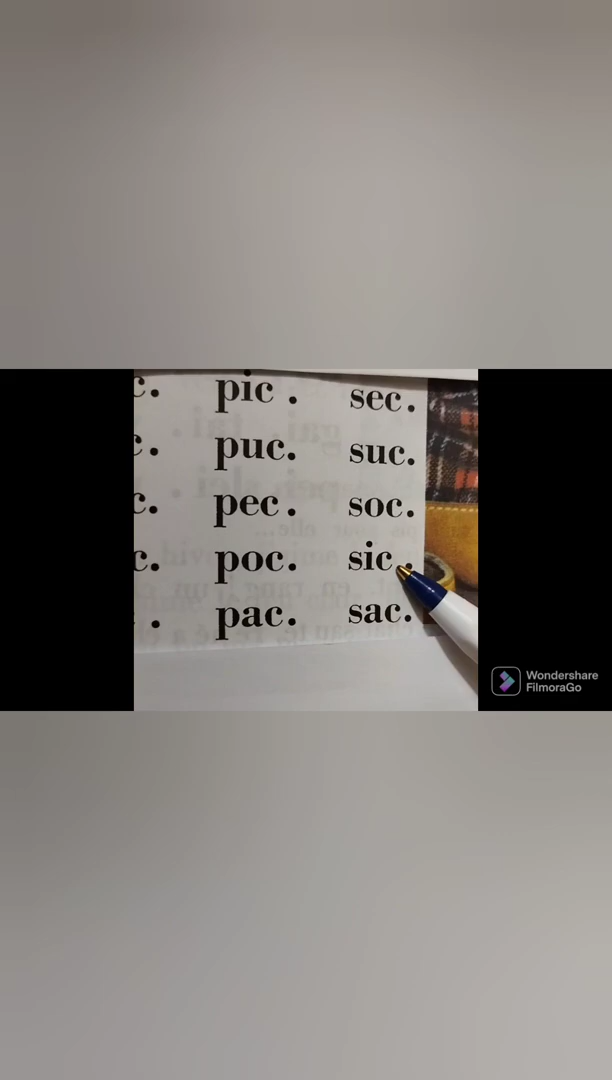 c. pic . sec.
c. puc. suc.
c. pec . soc.
c. poc. sic.
. pac. sac.
Wondershare
FilmoraGo